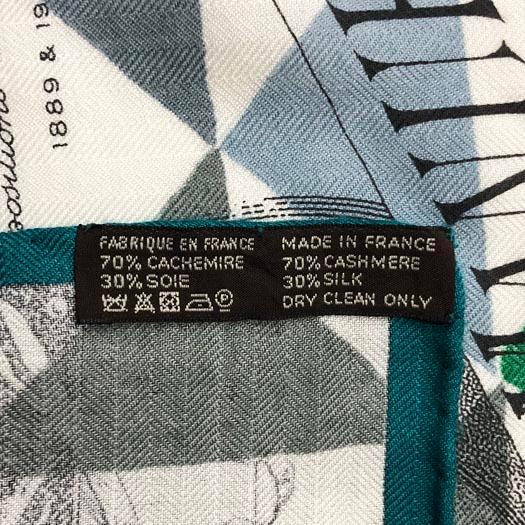 1889 & 19
FABRIQUE EN FRANCE
70% CACHEMIRE
30% SOIE
MADE IN FRANCE
70% CASHMERE
30% SILK
DRY CLEAN ONLY